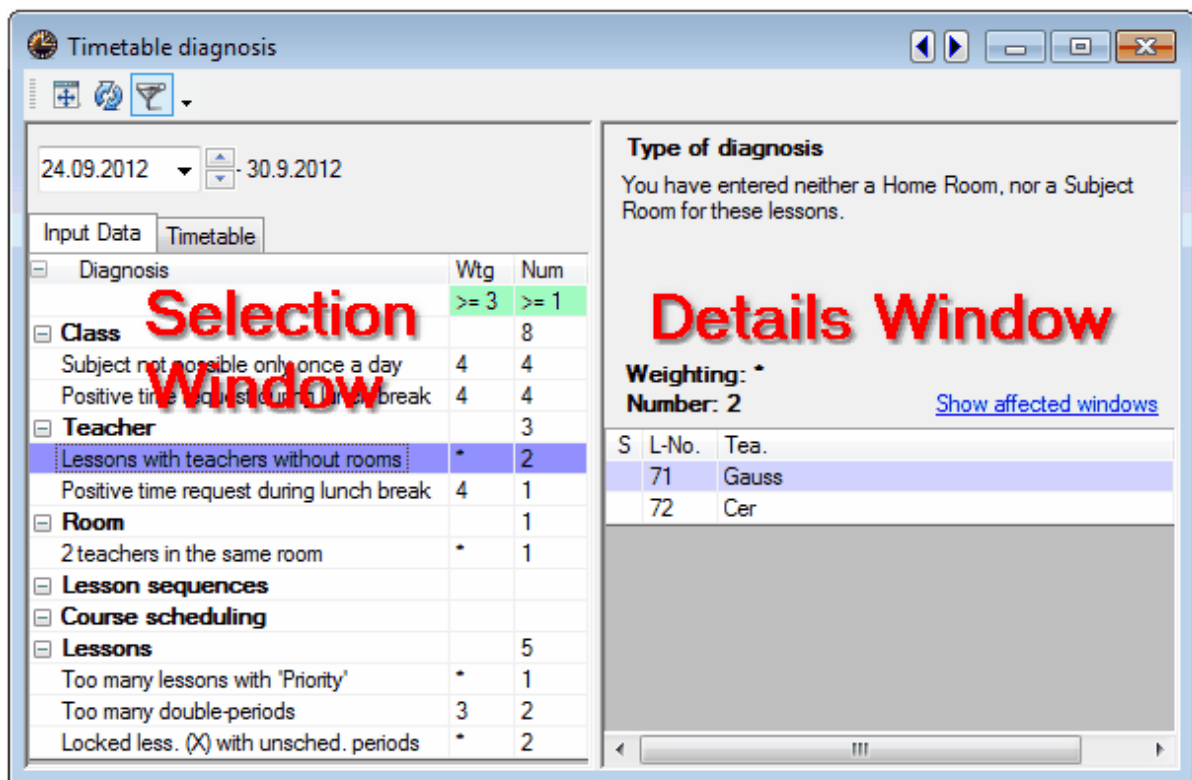 Timetable diagnosis
24.09.2012 - 30.9.2012
Input Data Timetable
Diagnosis Wtg Num
>= 3 >= 1
Selection
Window
Class 8
Subject not possible only once a day 4 4
Positive time request during lunch break 4 4
Teacher 3
Lessons with teachers without rooms * 2
Positive time request during lunch break 4 1
Room 1
2 teachers in the same room * 1
Lesson sequences
Course scheduling
Lessons 5
Too many lessons with 'Priority' * 1
Too many double-periods 3 2
Locked less. (X) with unsched. periods * 2
Type of diagnosis
You have entered neither a Home Room, nor a Subject
Room for these lessons.
Details Window
Weighting: *
Number: 2 Show affected windows
S L-No. Tea.
71 Gauss
72 Cer